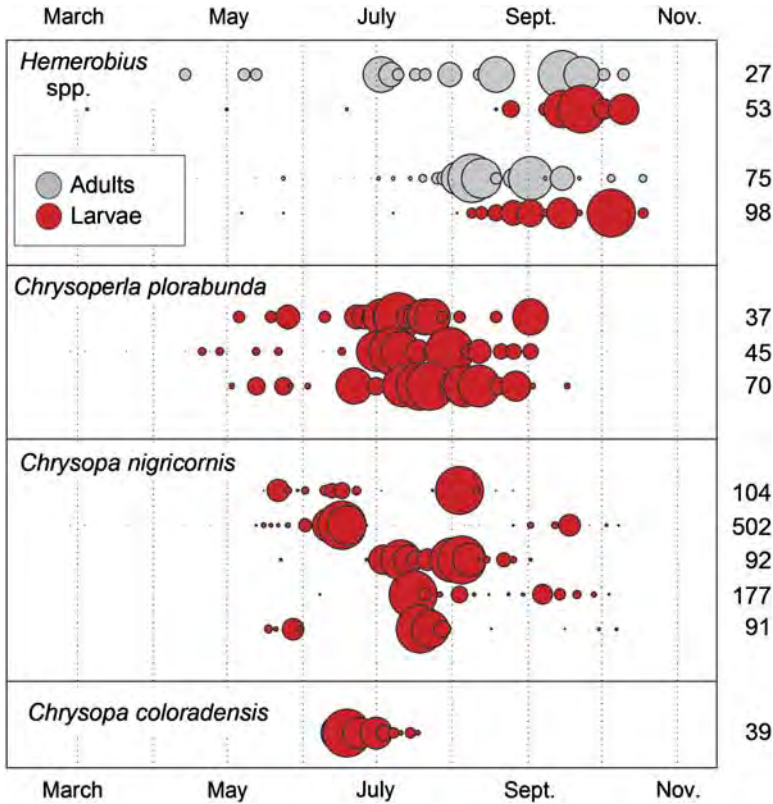 March May July Sept. Nov.
Hemerobius
spp.
27
53
Adults
Larvae
75
98
Chrysoperla plorabunda
37
45
70
Chrysopa nigricornis
104
502
92
177
91
Chrysopa coloradensis
39
March May July Sept. Nov.